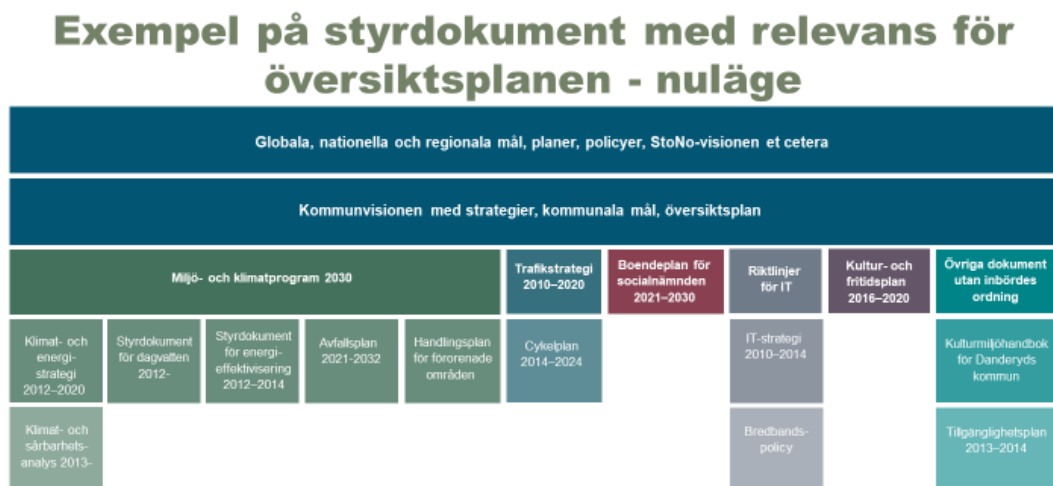 Exempel på styrdokument med relevans för
översiktsplanen - nuläge
Globala, nationella och regionala mål, planer, policyer, StoNo-visionen et cetera
Kommunvisionen med strategier, kommunala mål, översiktsplan
Miljö- och klimatprogram 2030
Trafikstrategi
2010–2020
Boendeplan för
socialnämnden
2021–2030
Riktlinjer
för IT
Kultur- och
fritidsplan
2016–2020
Övriga dokument
utan inbördes
ordning
Klimat- och
energi-
strategi
2012–2020
Styrdokument
för dagvatten
2012-
Styrdokument
för energi-
effektivisering
2012–2014
Avfallsplan
2021-2032
Handlingsplan
för förorenade
områden
Cykelplan
2014–2024
IT-strategi
2010–2014
Kulturmiljöhandbok
för Danderyds
kommun
Klimat- och
sårbarhets-
analys 2013-
Bredbands-
policy
Tillgänglighetsplan
2013–2014